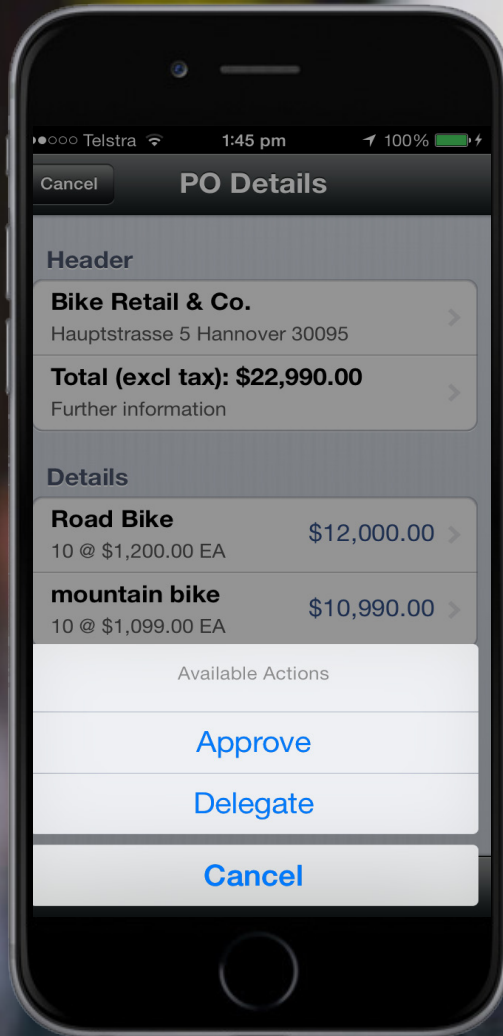 Telstra 1:45 pm 100%
Cancel PO Details
Header
Bike Retail & Co.
Hauptstrasse 5 Hannover 30095
Total (excl tax): $22,990.00
Further information
Details
Road Bike $12,000.00
10 @ $1,200.00 EA
mountain bike $10,990.00
10 @ $1,099.00 EA
Available Actions
Approve
Delegate
Cancel